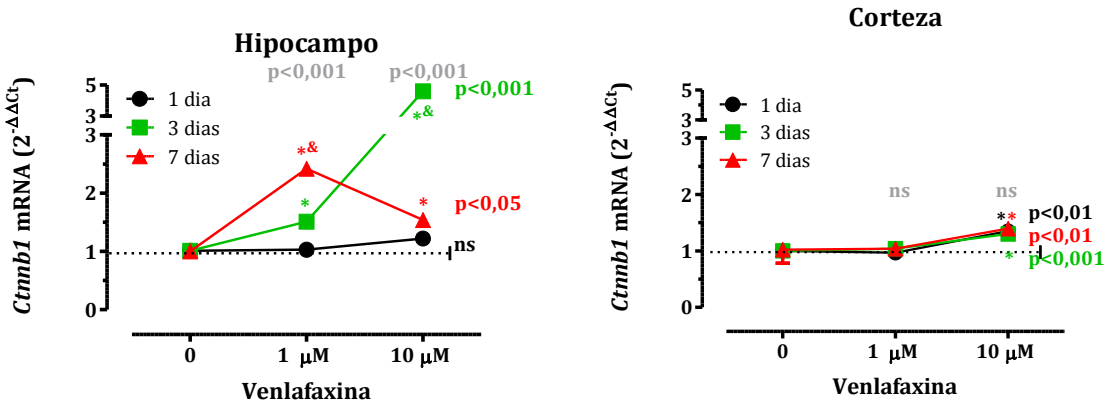 Hipocampo
p<0,001 p<0,001
Ctnnb1 mRNA (2^-ΔΔCt)
5
3
3
2
1
0
1 dia
3 dias
7 dias
p<0,001
*&
*&
*
*
p<0,05
ns
0 1 μM 10 μM
Venlafaxina
Corteza
Ctnnb1 mRNA (2^-ΔΔCt)
5
3
3
2
1
0
1 dia
3 dias
7 dias
ns ns
** p<0,01
p<0,01
* p<0,001
0 1 μM 10 μM
Venlafaxina